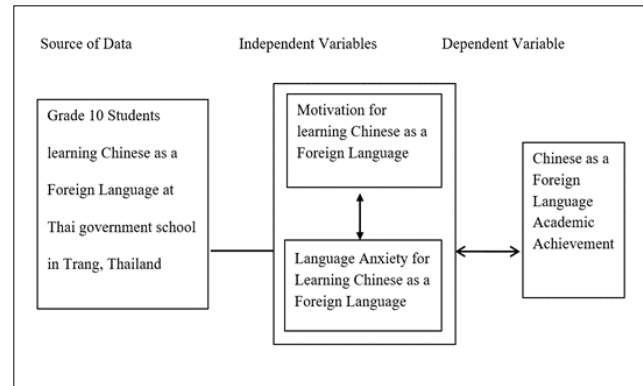 Source of Data
Independent Variables
Dependent Variable
Grade 10 Students
learning Chinese as a
Foreign Language at
Thai government school
in Trang, Thailand
Motivation for
learning Chinese as a
Foreign Language
Language Anxiety for
Learning Chinese as a
Foreign Language
Chinese as a
Foreign
Language
Academic
Achievement